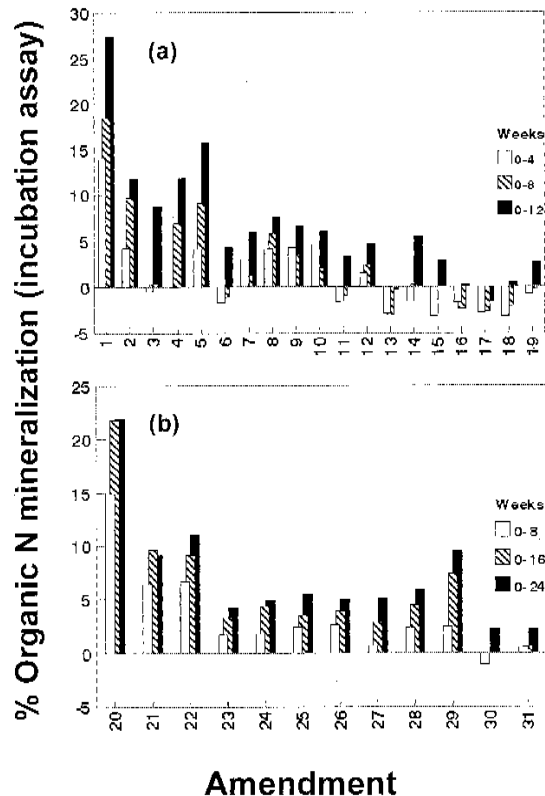 % Organic N mineralization (incubation assay)
30
25
20
15
10
5
0
-5
(a)
Weeks
0-4
0-8
0-12
1 2 3 4 5 6 7 8 9 10 11 12 13 14 15 16 17 18 19
25
20
15
10
5
0
-5
(b)
Weeks
0-8
0-16
0-24
20 21 22 23 24 25 26 27 28 29 30 31
Amendment